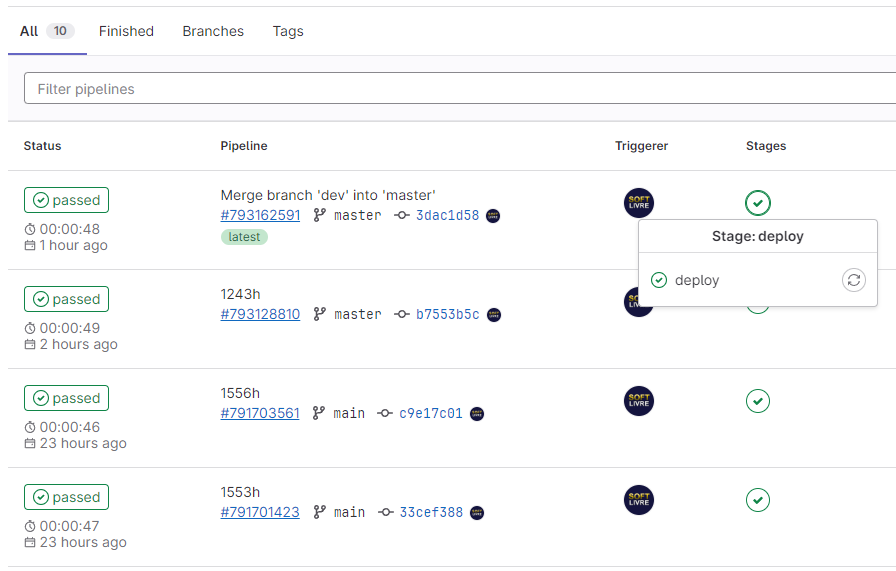 All 10 Finished Branches Tags
Filter pipelines
Status Pipeline Triggerer Stages
passed
00:00:48
1 hour ago
Merge branch 'dev' into 'master'
#793162591 master 3dac1d58
latest
SOFT
LIVRE
Stage: deploy
deploy
passed
00:00:49
2 hours ago
1243h
#793128810 master b7553b5c
passed
00:00:46
23 hours ago
1556h
#791703561 main c9e17c01
SOFT
LIVRE
passed
00:00:47
23 hours ago
1553h
#791701423 main 33cef388
SOFT
LIVRE